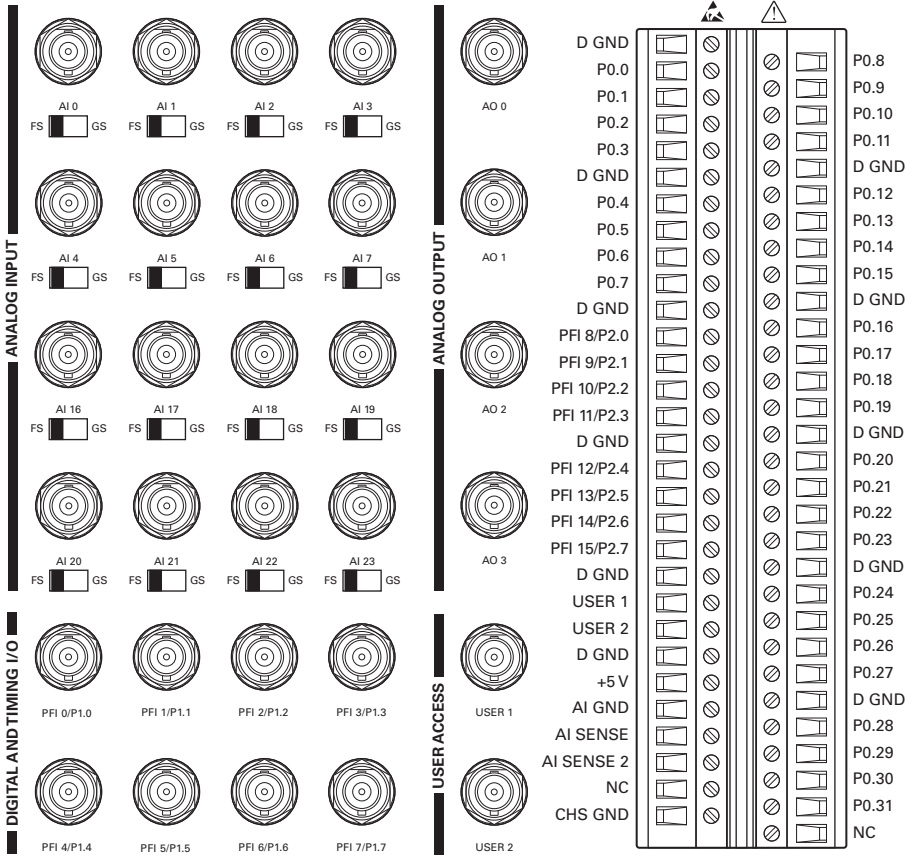 ANALOG INPUT
AI 0 AI 1 AI 2 AI 3
FS GS FS GS FS GS FS GS
AI 4 AI 5 AI 6 AI 7
FS GS FS GS FS GS FS GS
AI 16 AI 17 AI 18 AI 19
FS GS FS GS FS GS FS GS
AI 20 AI 21 AI 22 AI 23
FS GS FS GS FS GS FS GS
DIGITAL AND TIMING I/O
PFI 0/P1.0 PFI 1/P1.1 PFI 2/P1.2 PFI 3/P1.3
PFI 4/P1.4 PFI 5/P1.5 PFI 6/P1.6 PFI 7/P1.7
ANALOG OUTPUT
AO 0
AO 1
AO 2
AO 3
USER ACCESS
USER 1
USER 2
D GND
P0.0
P0.1
P0.2
P0.3
D GND
P0.4
P0.5
P0.6
P0.7
D GND
PFI 8/P2.0
PFI 9/P2.1
PFI 10/P2.2
PFI 11/P2.3
D GND
PFI 12/P2.4
PFI 13/P2.5
PFI 14/P2.6
PFI 15/P2.7
D GND
USER 1
USER 2
D GND
+5 V
AI GND
AI SENSE
AI SENSE 2
NC
CHS GND
P0.8
P0.9
P0.10
P0.11
D GND
P0.12
P0.13
P0.14
P0.15
D GND
P0.16
P0.17
P0.18
P0.19
D GND
P0.20
P0.21
P0.22
P0.23
D GND
P0.24
P0.25
P0.26
P0.27
D GND
P0.28
P0.29
P0.30
P0.31
NC